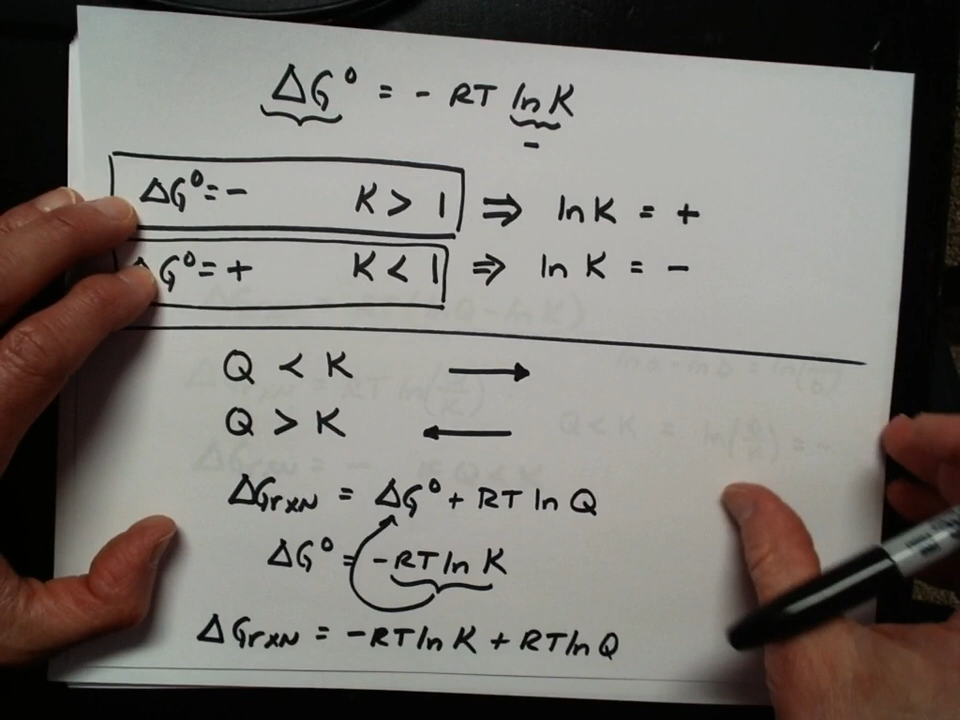 ΔG° = - RT ln K
-
ΔG° = - K > 1 ⇒ ln K = +
ΔG° = + K < 1 ⇒ ln K = -
Q < K →
Q > K ←
ΔGrxn = ΔG° + RT ln Q
ΔG° = -RT ln K
ΔGrxn = -RT ln K + RT ln Q